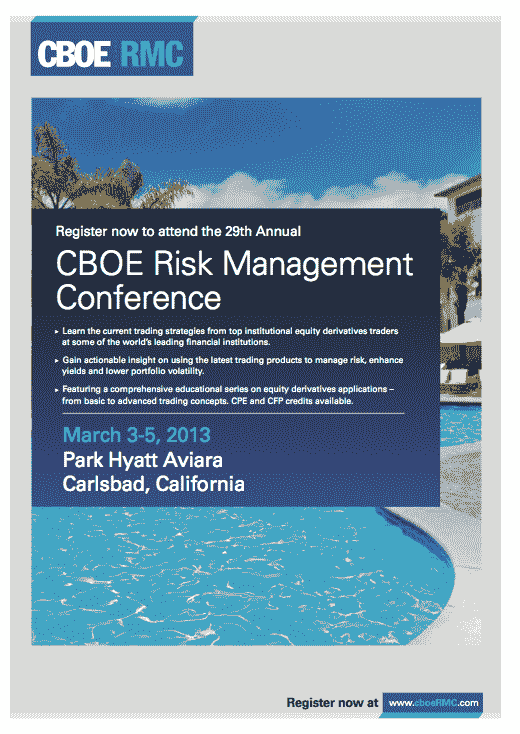 CBOE RMC
Register now to attend the 29th Annual
CBOE Risk Management
Conference
▸ Learn the current trading strategies from top institutional equity derivatives traders
at some of the world's leading financial institutions.
▸ Gain actionable insight on using the latest trading products to manage risk, enhance
yields and lower portfolio volatility.
▸ Featuring a comprehensive educational series on equity derivatives applications –
from basic to advanced trading concepts. CPE and CFP credits available.
March 3-5, 2013
Park Hyatt Aviara
Carlsbad, California
Register now at www.cboeRMC.com